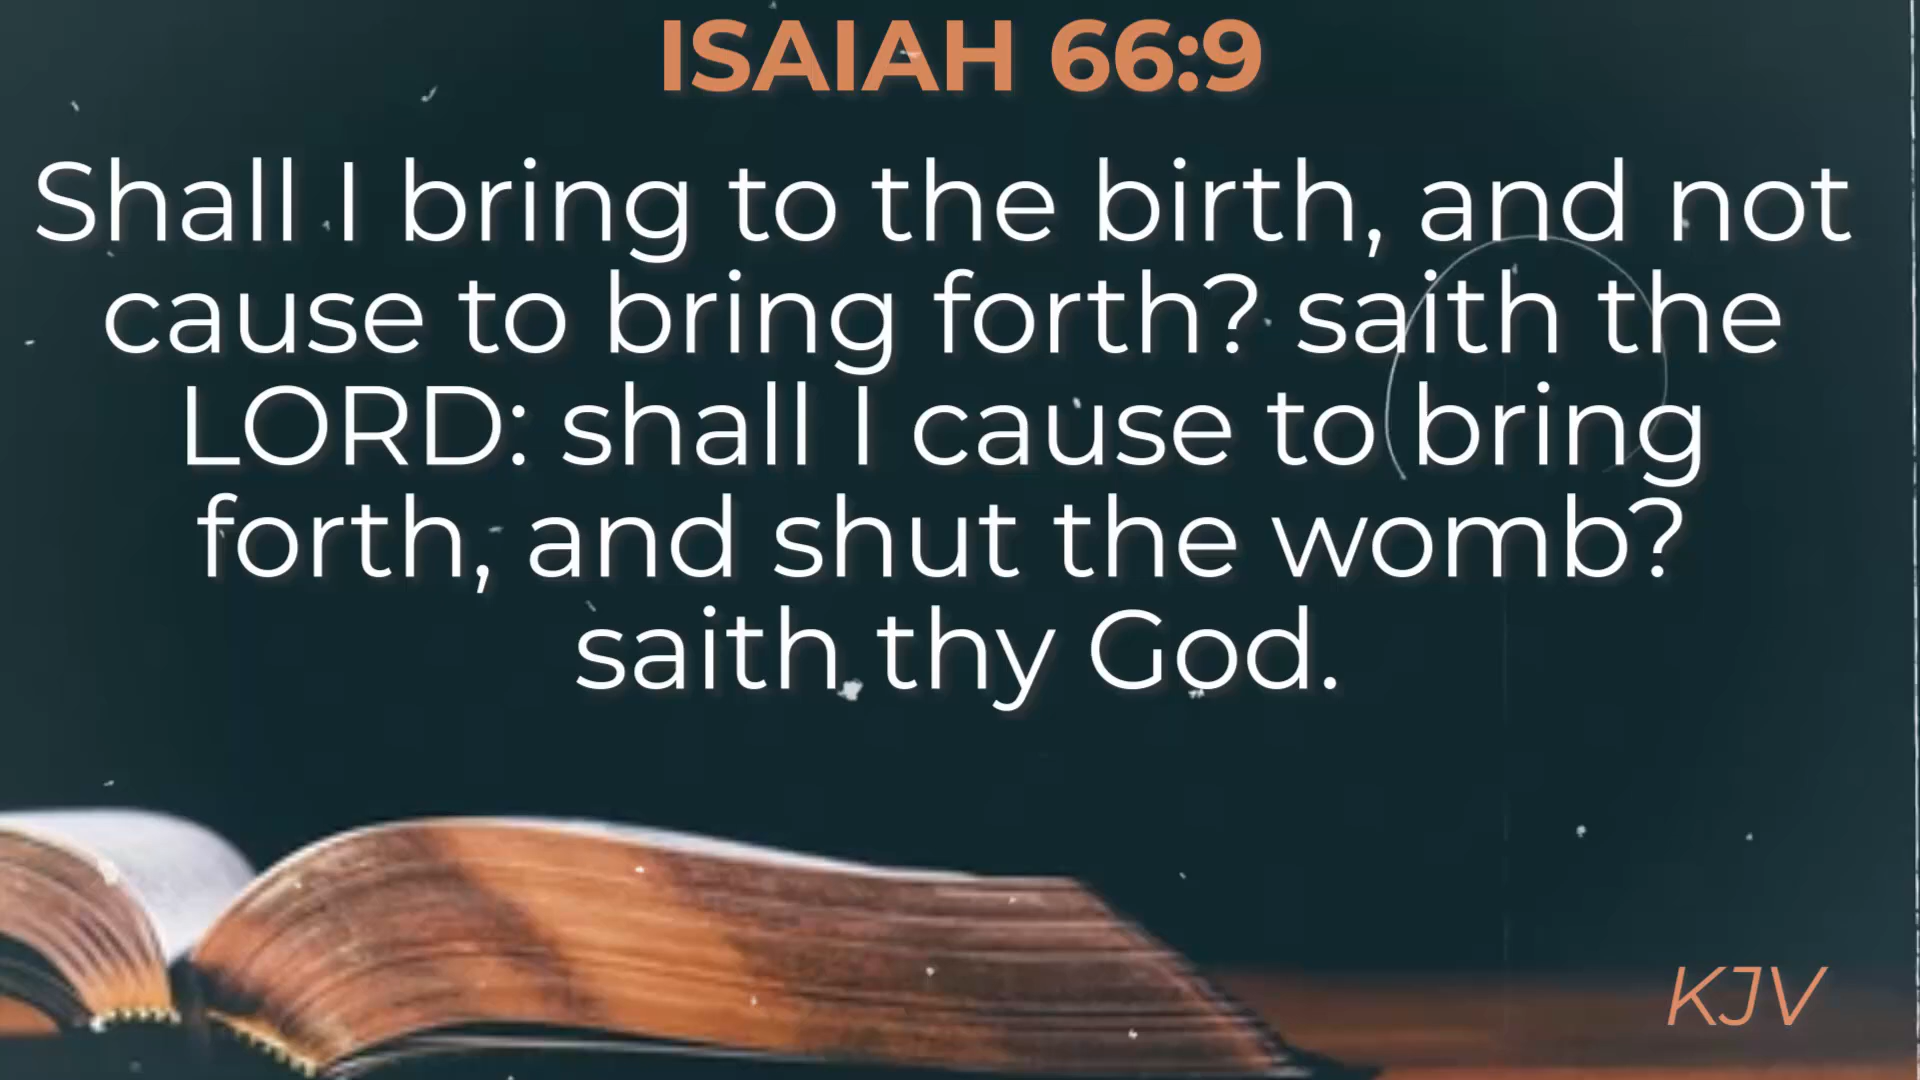 ISAIAH 66:9
Shall I bring to the birth, and not
cause to bring forth? saith the
LORD: shall I cause to bring
forth, and shut the womb?
saith thy God.
KJV